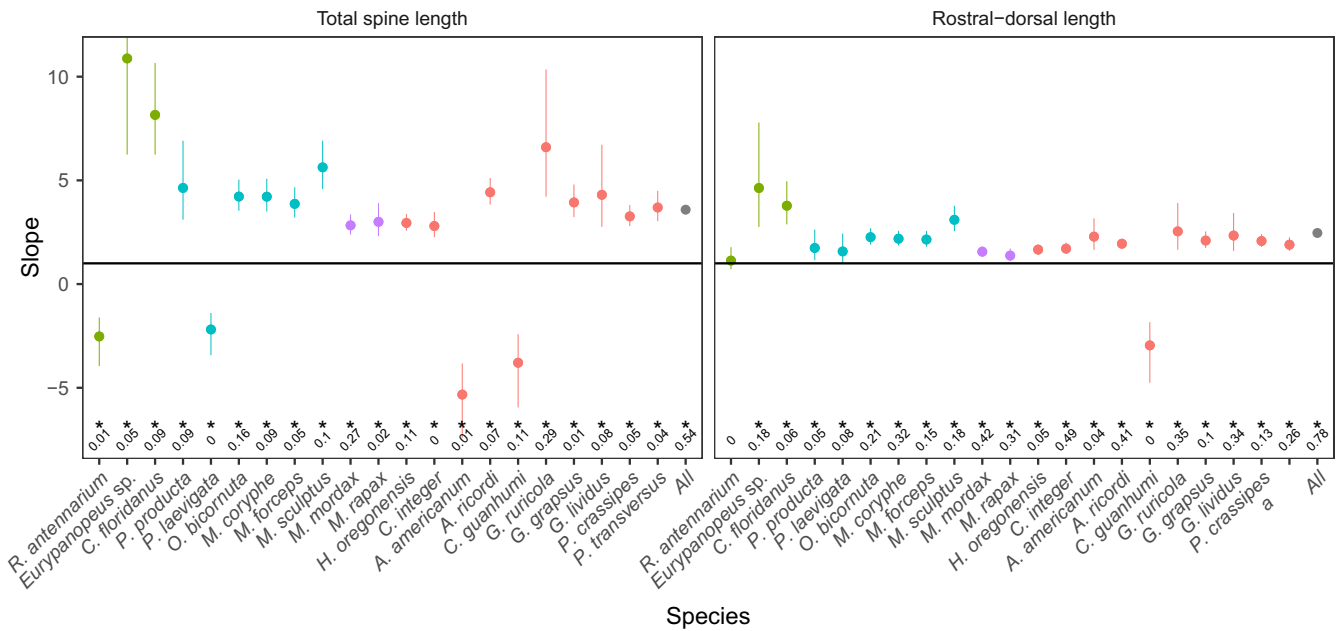 Total spine length
Rostral−dorsal length
Slope
10
5
0
−5
* * * * * * * * * * * * * * * * * * * * * *
0.01 0.05 0.09 0.09 0 0.16 0.09 0.05 0.1 0.27 0.02 0.11 0 0.01 0.07 0.11 0.29 0.01 0.08 0.05 0.04 0.54
* * * * * * * * * * * * * * * * * * * * *
0 0.18 0.06 0.05 0.08 0.21 0.32 0.15 0.18 0.42 0.31 0.05 0.49 0.04 0.41 0 0.35 0.1 0.34 0.13 0.26 0.78
R. antennarium
Eurypanopeus sp.
C. floridanus
P. producta
P. laevigata
O. bicornuta
M. coryphe
M. forceps
M. sculptus
M. mordax
M. rapax
H. oregonensis
C. integer
A. americanum
A. ricordi
C. guanhumi
G. ruricola
G. grapsus
G. lividus
P. crassipes
P. transversus
All
R. antennarium
Eurypanopeus sp.
C. floridanus
P. producta
P. laevigata
O. bicornuta
M. coryphe
M. forceps
M. sculptus
M. mordax
M. rapax
H. oregonensis
C. integer
A. americanum
A. ricordi
C. guanhumi
G. ruricola
G. grapsus
G. lividus
P. crassipes
a
All
Species